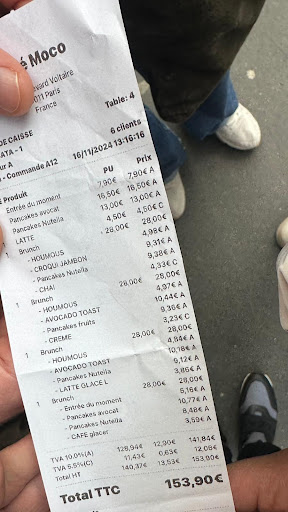 é Moco
vard Voltaire
011 Paris
France
Table: 4
DE CAISSE
ATA - 1
6 clients
ur A
- Commande A12 16/11/2024 13:16:16
Produit PU Prix
Entrée du moment 7,90€ 7,90€ A
Pancakes avocat 16,50€ 16,50€ A
Pancakes Nutella 13,00€ 13,00€ A
LATTE 4,50€ 4,50€ C
1 Brunch 28,00€ 28,00€
- HOUMOUS 4,98€ A
- CROQUI JAMBON 9,31€ A
- Pancakes Nutella 9,38€ A
- CHAI 4,33€ C
1 Brunch 28,00€ 28,00€
- HOUMOUS 4,97€ A
- AVOCADO TOAST 10,44€ A
- Pancakes fruits 9,36€ A
- CREME 3,23€ C
1 Brunch 28,00€ 28,00€
- HOUMOUS 4,84€ A
- AVOCADO TOAST 10,18€ A
- Pancakes Nutella 9,12€ A
- LATTE GLACE L 3,86€ A
1 Brunch 28,00€ 28,00€
- Entrée du moment 5,16€ A
- Pancakes avocat 10,77€ A
- Pancakes Nutella 8,48€ A
- CAFÉ glacer 3,59€ A
TVA 10.0%(A) 128,94€ 12,90€ 141,84€
TVA 5.5%(C) 11,43€ 0,63€ 12,06€
Total HT 140,37€ 13,53€ 153,90€
Total TTC 153,90€